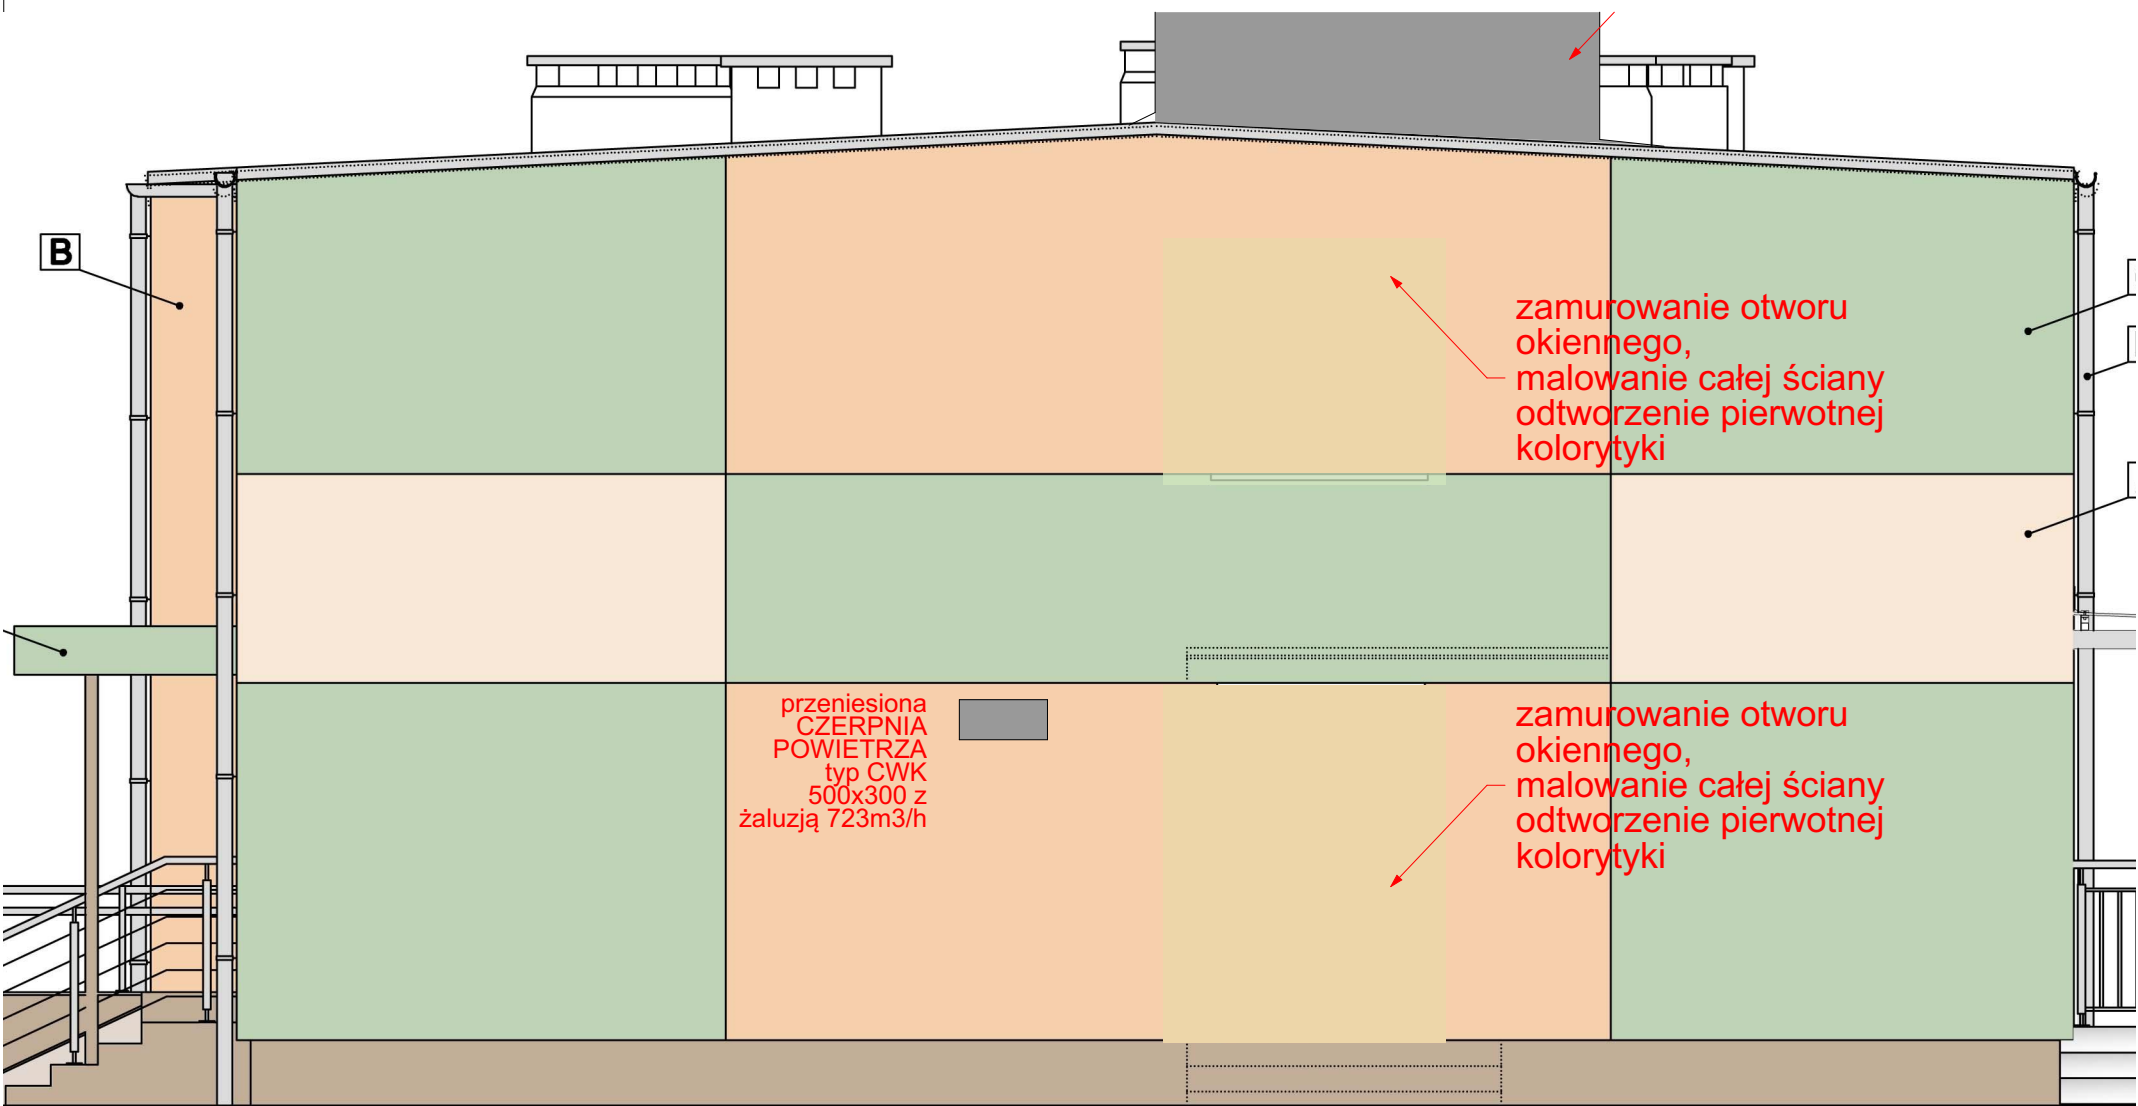 B
zamurowanie otworu
okiennego,
malowanie całej ściany
odtworzenie pierwotnej
kolorytyki
przeniesiona
CZERPNIA
POWIETRZA
typ CWK
500x300 z
żaluzją 723m3/h
zamurowanie otworu
okiennego,
malowanie całej ściany
odtworzenie pierwotnej
kolorytyki